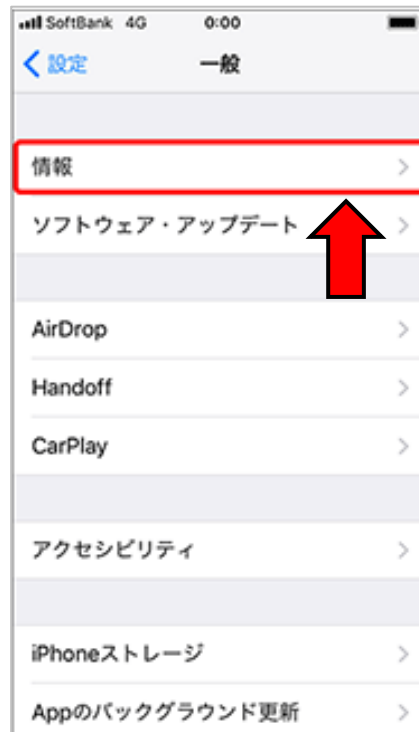 SoftBank 4G 0:00
設定 一般
情報
ソフトウェア・アップデート
AirDrop
Handoff
CarPlay
アクセシビリティ
iPhoneストレージ
Appのバックグラウンド更新